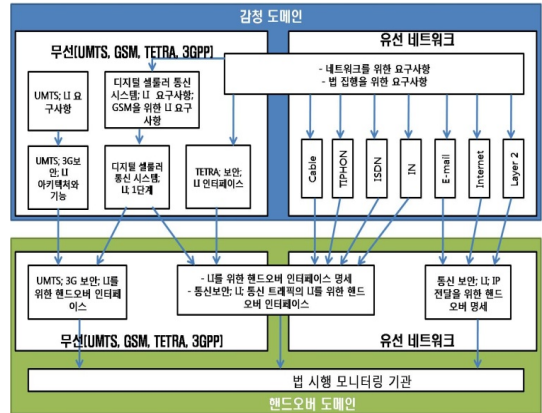 감청 도메인
무선(UMTS, GSM, TETRA, 3GPP)
유선 네트워크
UMTS; LI 요
구사항
디지털 셀룰러 통신
시스템; LI 요구사항;
GSM을 위한 LI 요구
사항
- 네트워크를 위한 요구사항
- 법 집행을 위한 요구사항
UMTS; 3G보
안; LI
아키텍처와
기능
디지털 셀룰러
통신 시스템,
LI; 1단계
TETRA; 보안;
LI 인터페이스
Cable
TIPHON
ISDN
IN
E-mail
Internet
Layer 2
UMTS; 3G 보안; LI를
위한 핸드오버 인터페
이스
- LI를 위한 핸드오버 인터페이스 명세
- 통신보안; LI; 통신 트래픽의 LI를 위한 핸드
오버 인터페이스
통신 보안; LI; IP
전달을 위한 핸드
오버 명세
무선(UMTS, GSM, TETRA, 3GPP)
유선 네트워크
법 시행 모니터링 기관
핸드오버 도메인